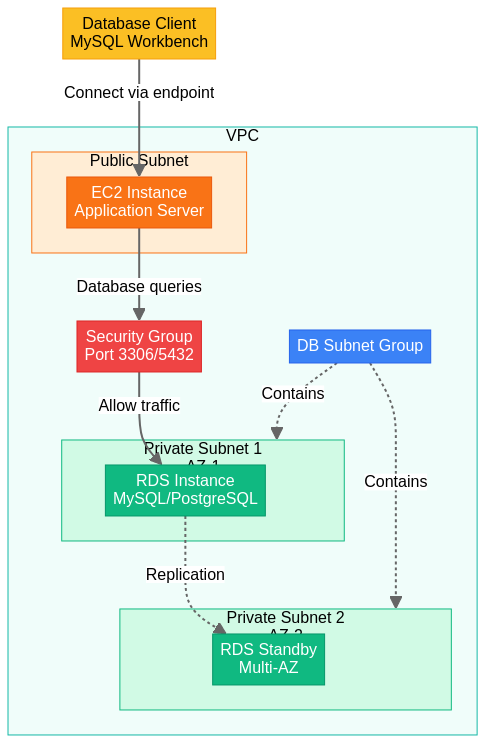 Database Client
MySQL Workbench
Connect via endpoint
VPC
Public Subnet
EC2 Instance
Application Server
Database queries
Security Group
Port 3306/5432
DB Subnet Group
Allow traffic
Contains
Private Subnet 1
AZ-1
RDS Instance
MySQL/PostgreSQL
Contains
Replication
Private Subnet 2
AZ-2
RDS Standby
Multi-AZ